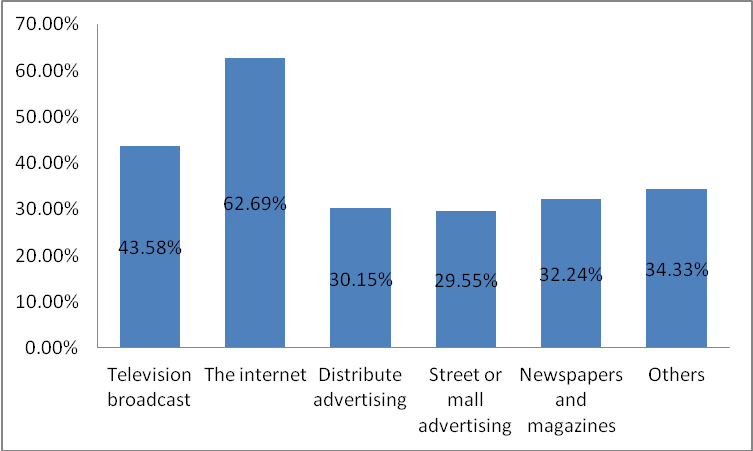 70.00%
60.00%
50.00%
40.00%
30.00%
20.00%
10.00%
0.00%
43.58%
62.69%
30.15%
29.55%
32.24%
34.33%
Television
broadcast
The internet
Distribute
advertising
Street or
mall
advertising
Newspapers
and
magazines
Others